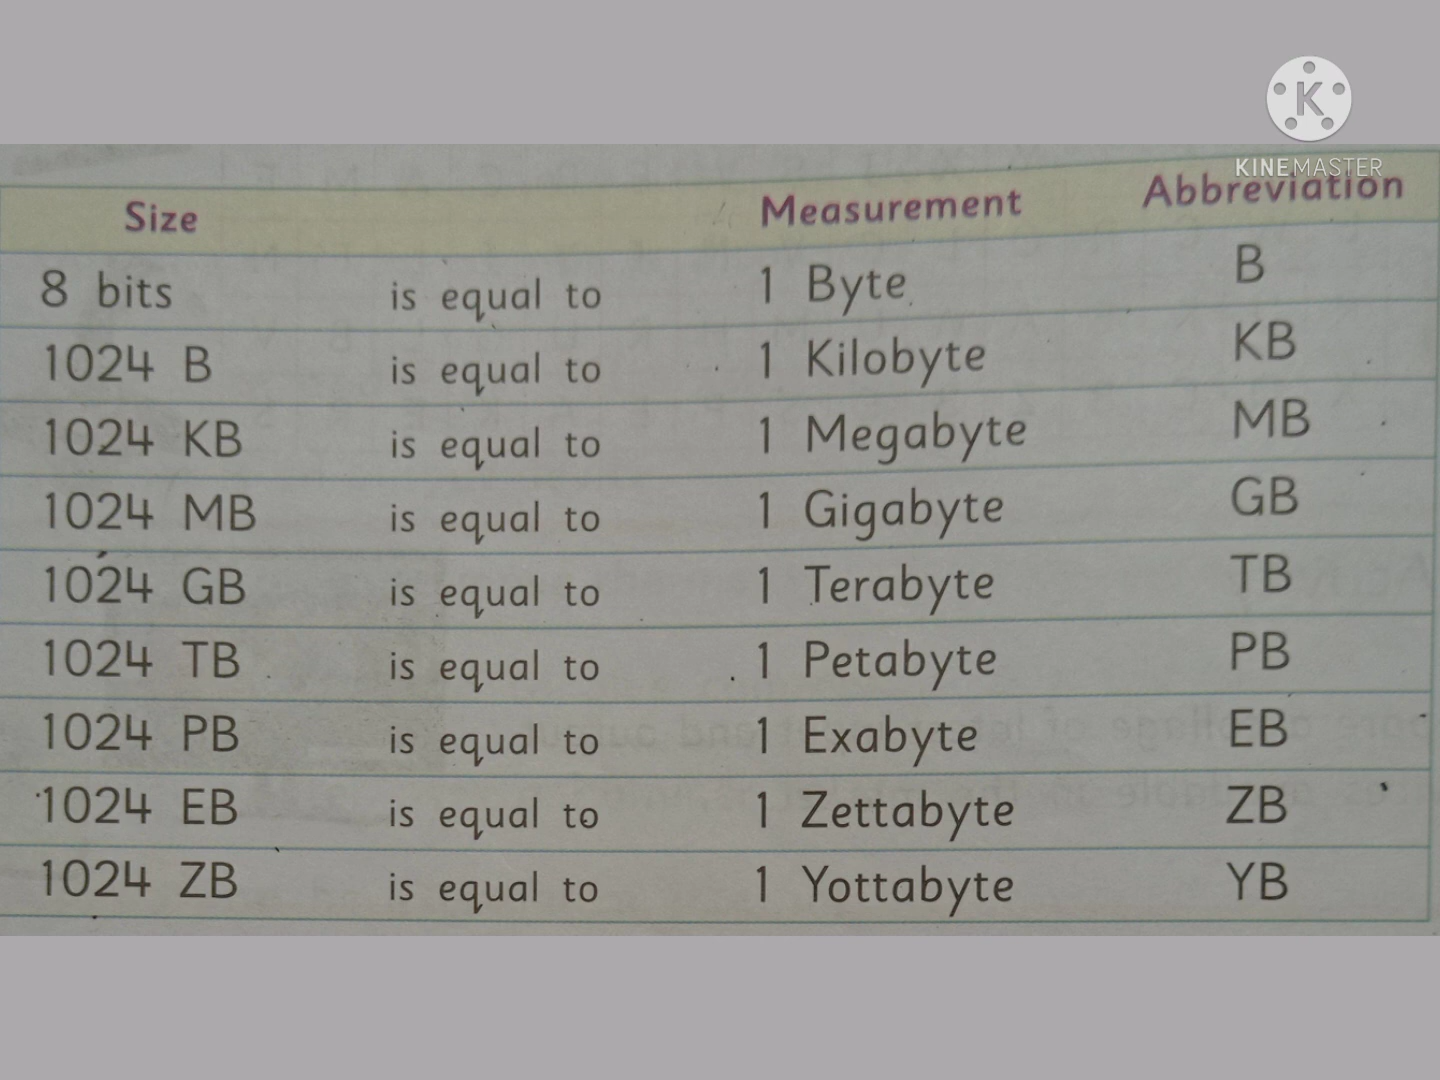 K
KINEMASTER
Size Measurement Abbreviation
8 bits is equal to 1 Byte B
1024 B is equal to 1 Kilobyte KB
1024 KB is equal to 1 Megabyte MB
1024 MB is equal to 1 Gigabyte GB
1024 GB is equal to 1 Terabyte TB
1024 TB is equal to 1 Petabyte PB
1024 PB is equal to 1 Exabyte EB
1024 EB is equal to 1 Zettabyte ZB
1024 ZB is equal to 1 Yottabyte YB